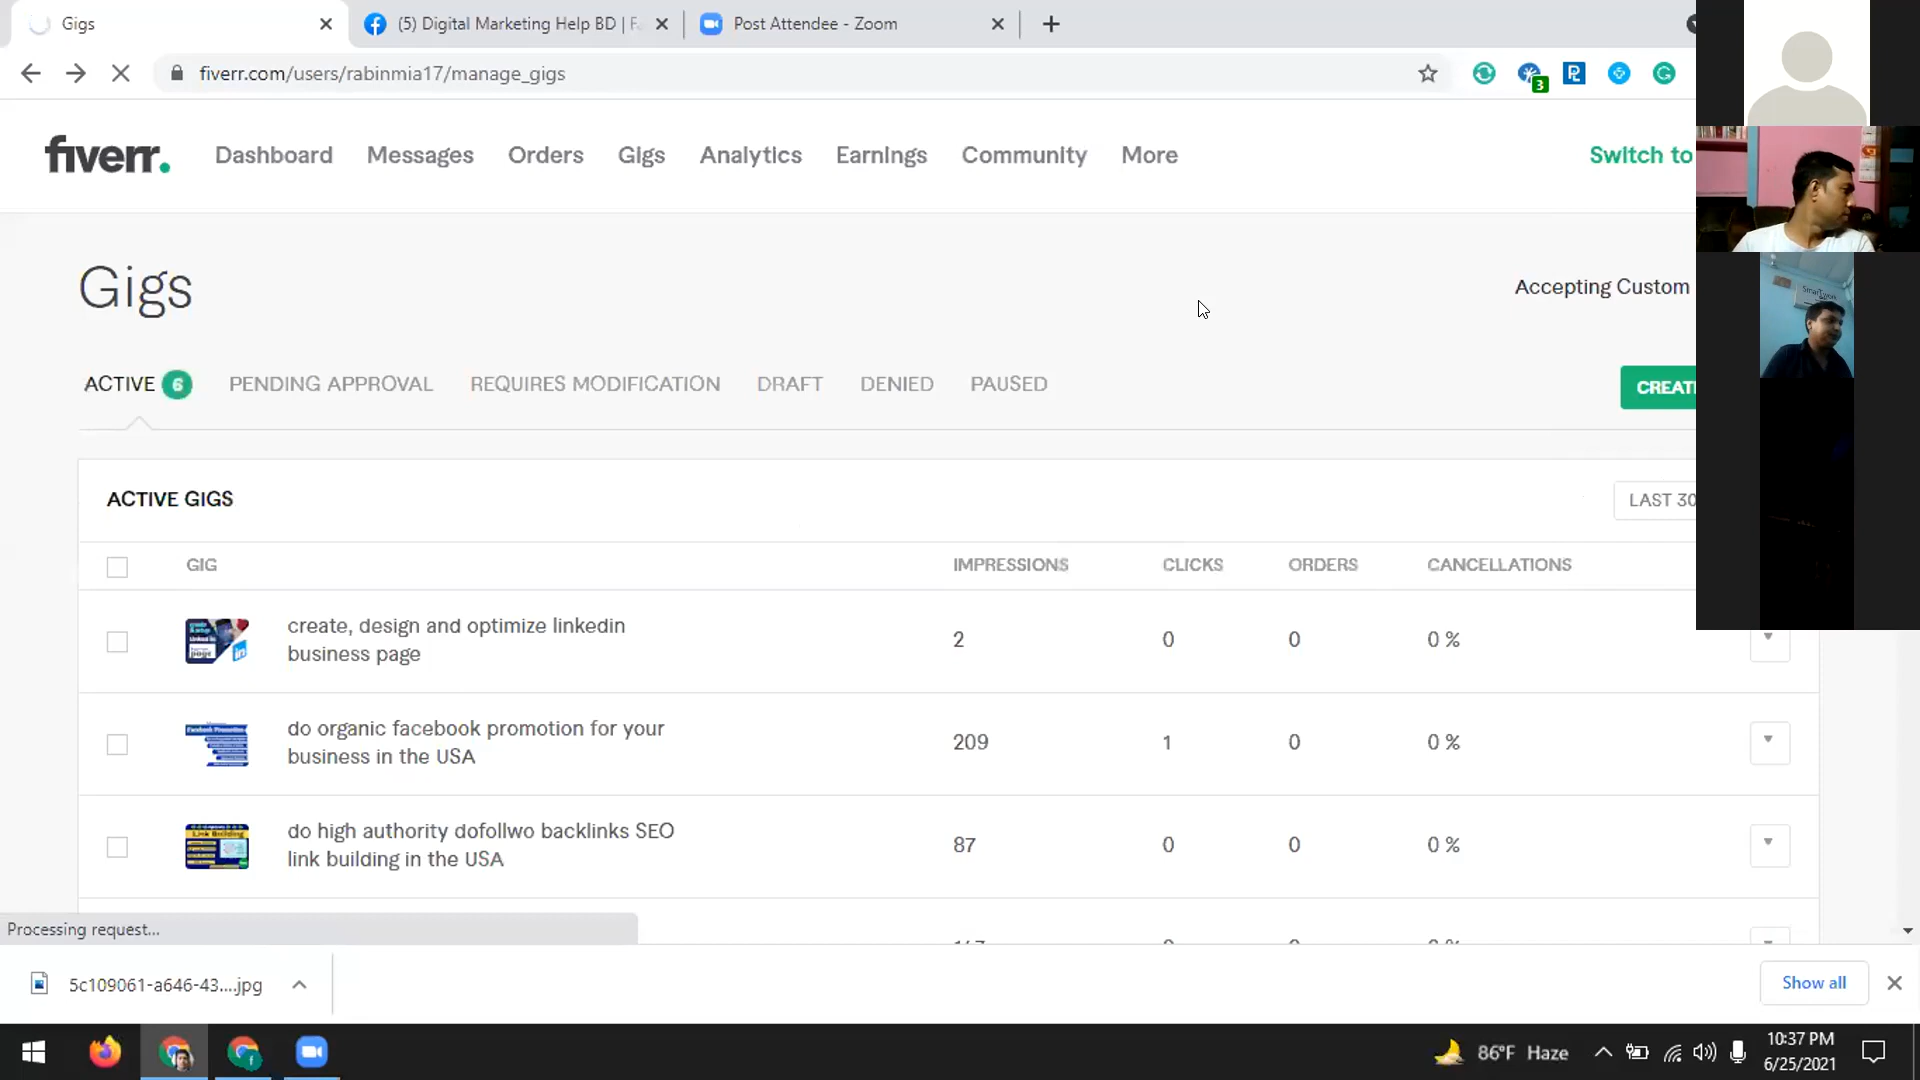 Gigs
(5) Digital Marketing Help BD | F
Post Attendee - Zoom
fiverr.com/users/rabinmia17/manage_gigs
3
fiverr.
Dashboard
Messages
Orders
Gigs
Analytics
Earnings
Community
More
Switch to
Gigs
Accepting Custom
ACTIVE 6
PENDING APPROVAL
REQUIRES MODIFICATION
DRAFT
DENIED
PAUSED
CREAT
ACTIVE GIGS
LAST 30
GIG
IMPRESSIONS
CLICKS
ORDERS
CANCELLATIONS
create, design and optimize linkedin
business page
2
0
0
0 %
do organic facebook promotion for your
business in the USA
209
1
0
0 %
do high authority dofollwo backlinks SEO
link building in the USA
87
0
0
0 %
Processing request...
5c109061-a646-43....jpg
Show all
86°F Haze
10:37 PM
6/25/2021